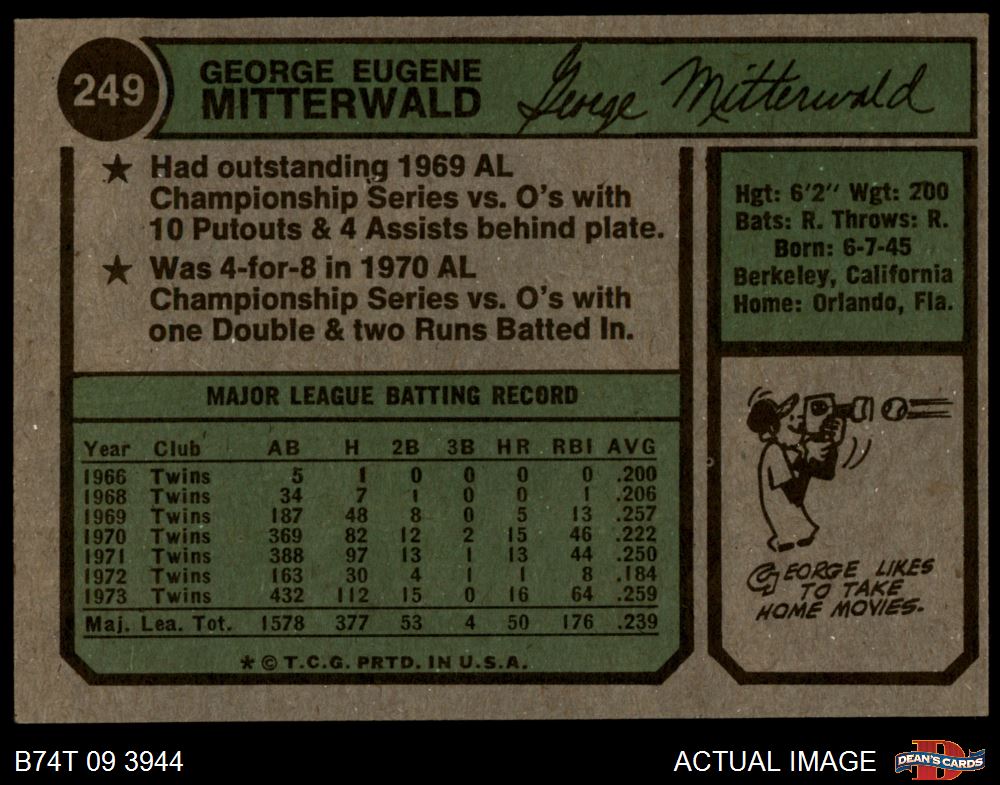 249
GEORGE EUGENE
MITTERWALD
George Mitterwald
★ Had outstanding 1969 AL
Championship Series vs. O's with
10 Putouts & 4 Assists behind plate.
★ Was 4-for-8 in 1970 AL
Championship Series vs. O's with
one Double & two Runs Batted In.
Hgt: 6'2" Wgt: 200
Bats: R. Throws: R.
Born: 6-7-45
Berkeley, California
Home: Orlando, Fla.
MAJOR LEAGUE BATTING RECORD
Year Club AB H 2B 3B HR RBI AVG
1966 Twins 5 1 0 0 0 0 .200
1968 Twins 34 7 1 0 0 1 .206
1969 Twins 187 48 8 0 5 13 .257
1970 Twins 369 82 12 2 15 46 .222
1971 Twins 388 97 13 1 13 44 .250
1972 Twins 163 30 4 1 1 8 .184
1973 Twins 432 112 15 0 16 64 .259
Maj. Lea. Tot. 1578 377 53 4 50 176 .239
* © T.C.G. PRTD. IN U.S.A.
GEORGE LIKES
TO TAKE
HOME MOVIES.
B74T 09 3944
ACTUAL IMAGE
D
DEAN'S CARDS